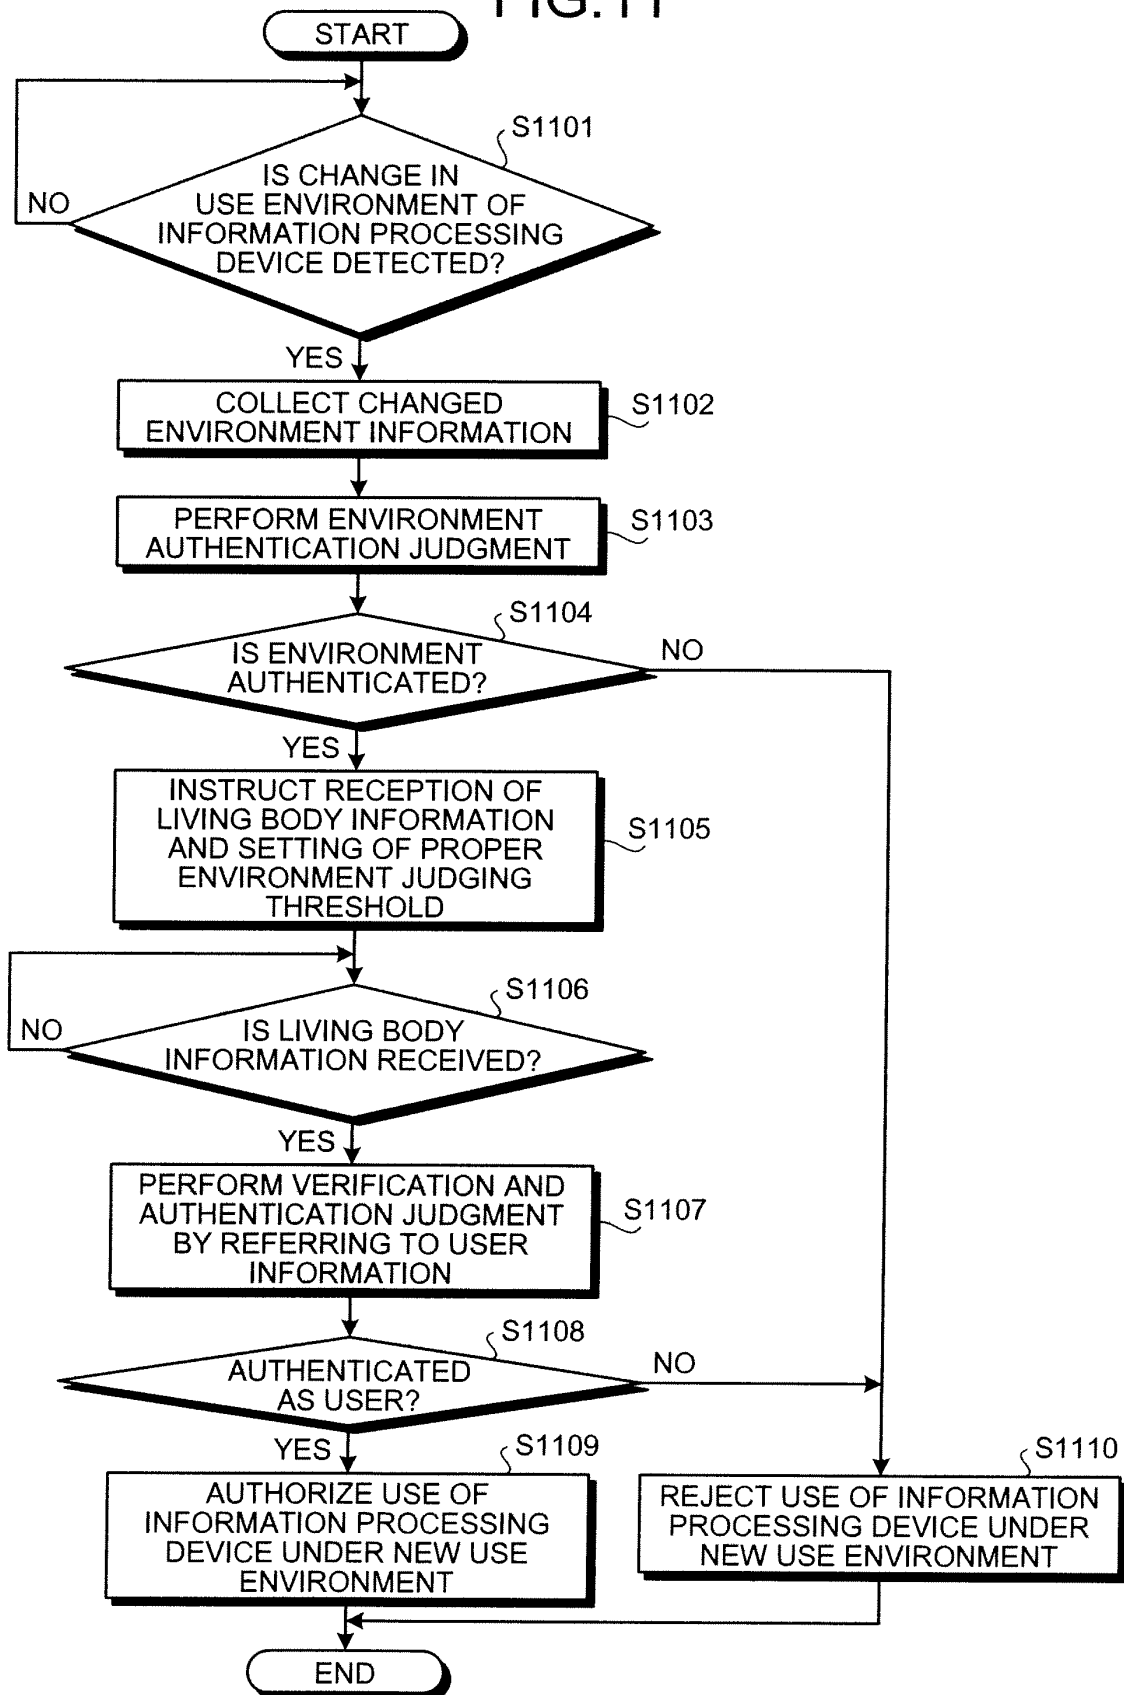 FIG. 11
START
S1101
IS CHANGE IN
USE ENVIRONMENT OF
INFORMATION PROCESSING
DEVICE DETECTED?
NO
YES
COLLECT CHANGED
ENVIRONMENT INFORMATION
S1102
PERFORM ENVIRONMENT
AUTHENTICATION JUDGMENT
S1103
S1104
IS ENVIRONMENT
AUTHENTICATED?
NO
YES
INSTRUCT RECEPTION OF
LIVING BODY INFORMATION
AND SETTING OF PROPER
ENVIRONMENT JUDGING
THRESHOLD
S1105
S1106
IS LIVING BODY
INFORMATION RECEIVED?
NO
YES
PERFORM VERIFICATION AND
AUTHENTICATION JUDGMENT
BY REFERRING TO USER
INFORMATION
S1107
S1108
AUTHENTICATED
AS USER?
NO
YES
S1109
AUTHORIZE USE OF
INFORMATION PROCESSING
DEVICE UNDER NEW USE
ENVIRONMENT
S1110
REJECT USE OF INFORMATION
PROCESSING DEVICE UNDER
NEW USE ENVIRONMENT
END